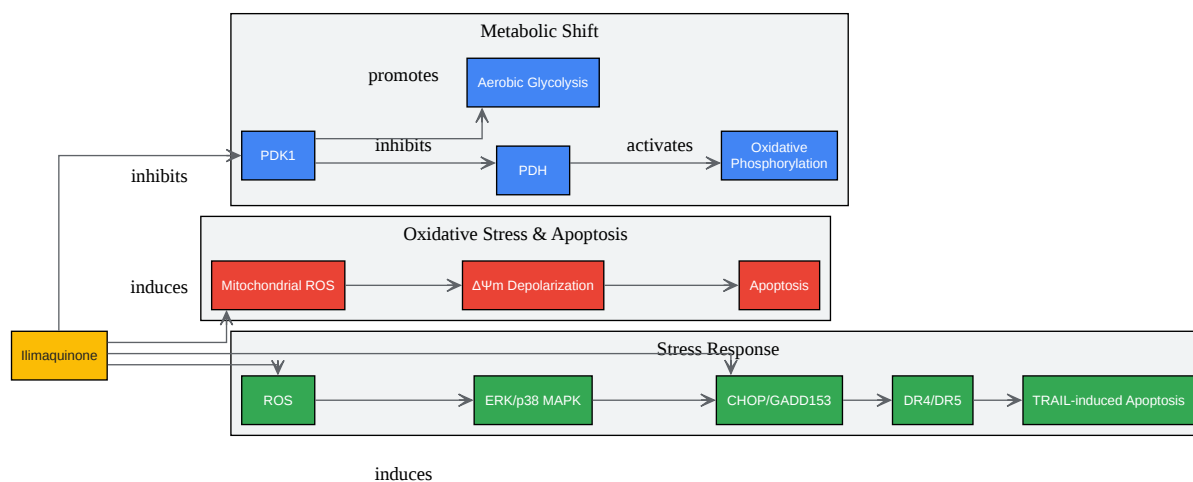 Metabolic Shift
promotes
Aerobic Glycolysis
PDK1
inhibits
PDH
activates
Oxidative
Phosphorylation
inhibits
Oxidative Stress & Apoptosis
induces
Mitochondrial ROS
ΔΨm Depolarization
Apoptosis
Ilimaquinone
Stress Response
ROS
ERK/p38 MAPK
CHOP/GADD153
DR4/DR5
TRAIL-induced Apoptosis
induces